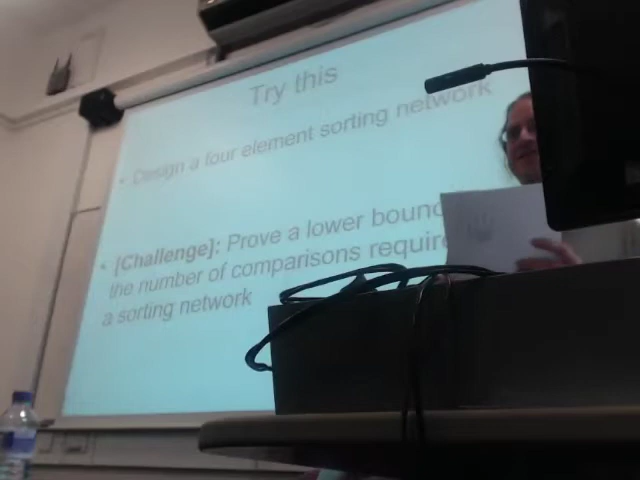 Try this
• Design a four element sorting network
• [Challenge]: Prove a lower bound
the number of comparisons require
a sorting network